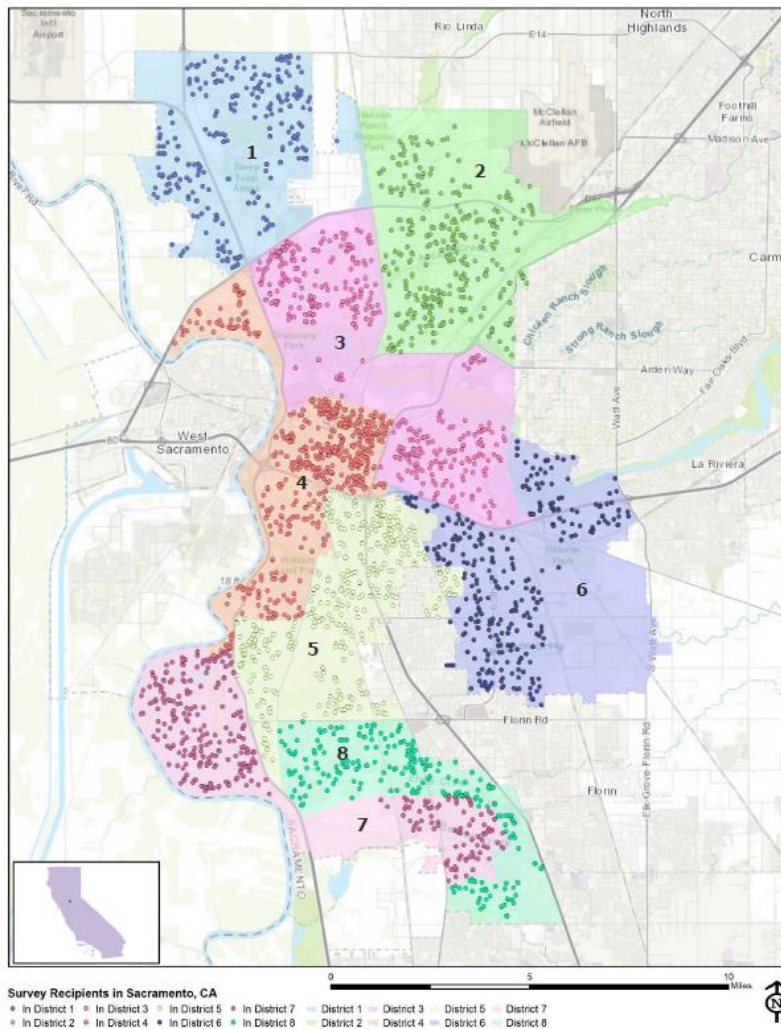 Sacramento
Intl
Airport
Rio Linda
E14
North
Highlands
Foothill
Farms
McClellan
Airfield
McClellan AFB
Madison Ave
1
2
Carm
Chicken Ranch Slough
Strong Ranch Slough
3
Discovery
Park
Arden Way
Fair Oaks Blvd
Watt Ave
West
Sacramento
80
La Riviera
4
6
5
S Watt Ave
Florin Rd
8
Florin
Elk Grove Florin Rd
7
SACRAMENTO
0 5 10
Miles
Survey Recipients in Sacramento, CA
In District 1 In District 3 In District 5 In District 7 District 1 District 3 District 5 District 7
In District 2 In District 4 In District 6 In District 8 District 2 District 4 District 6 District 8
N